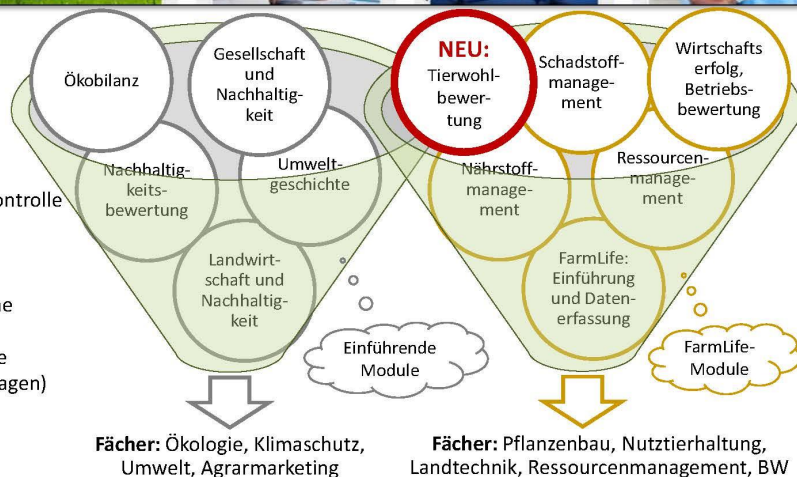 Ökobilanz
Gesellschaft
und
Nachhaltig-
keit
Nachhaltig-
keits-
bewertung
Umwelt-
geschichte
Landwirt-
schaft und
Nachhaltig-
keit
Einführende
Module
Fächer: Ökologie, Klimaschutz,
Umwelt, Agrarmarketing
NEU:
Tierwohl-
bewer-
tung
Schadstoff-
manage-
ment
Wirtschafts
erfolg,
Betriebs-
bewertung
Nährstoff-
manage-
ment
Ressourcen-
manage-
ment
FarmLife:
Einführung
und Daten-
erfassung
FarmLife-
Module
Fächer: Pflanzenbau, Nutztierhaltung,
Landtechnik, Ressourcenmanagement, BW